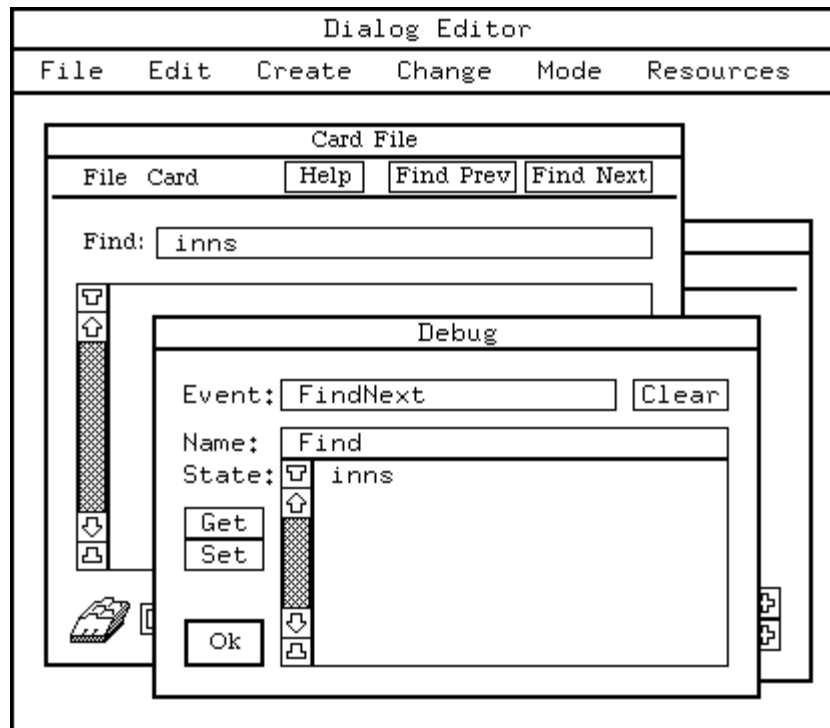 Dialog Editor
File Edit Create Change Mode Resources
Card File
File Card Help Find Prev Find Next
Find: inns
Debug
Event: FindNext Clear
Name: Find
State: inns
Get
Set
Ok